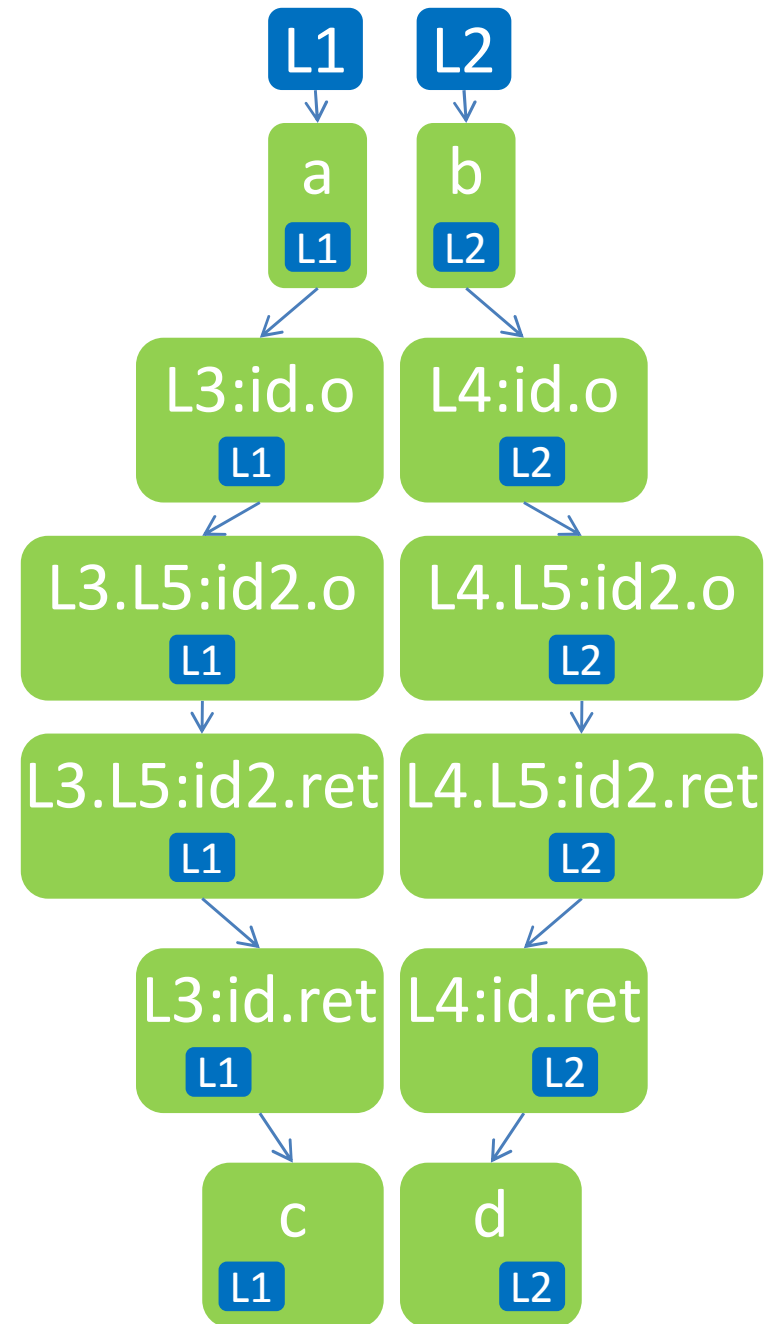 L1 L2
a b
L1 L2
L3:id.o L4:id.o
L1 L2
L3.L5:id2.o L4.L5:id2.o
L1 L2
L3.L5:id2.ret L4.L5:id2.ret
L1 L2
L3:id.ret L4:id.ret
L1 L2
c d
L1 L2